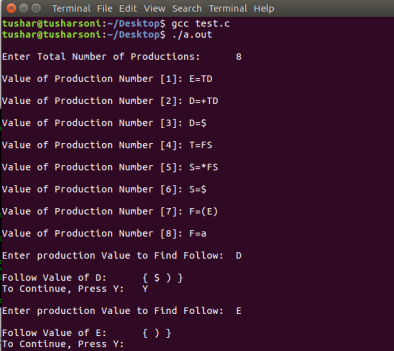 Terminal File Edit View Search Terminal Help
tushar@tusharsoni:~/Desktop$ gcc test.c
tushar@tusharsoni:~/Desktop$ ./a.out
Enter Total Number of Productions: 8
Value of Production Number [1]: E=TD
Value of Production Number [2]: D=+TD
Value of Production Number [3]: D=$
Value of Production Number [4]: T=FS
Value of Production Number [5]: S=*FS
Value of Production Number [6]: S=$
Value of Production Number [7]: F=(E)
Value of Production Number [8]: F=a
Enter production Value to Find Follow: D
Follow Value of D: { $ ) }
To Continue, Press Y: Y
Enter production Value to Find Follow: E
Follow Value of E: { ) }
To Continue, Press Y: